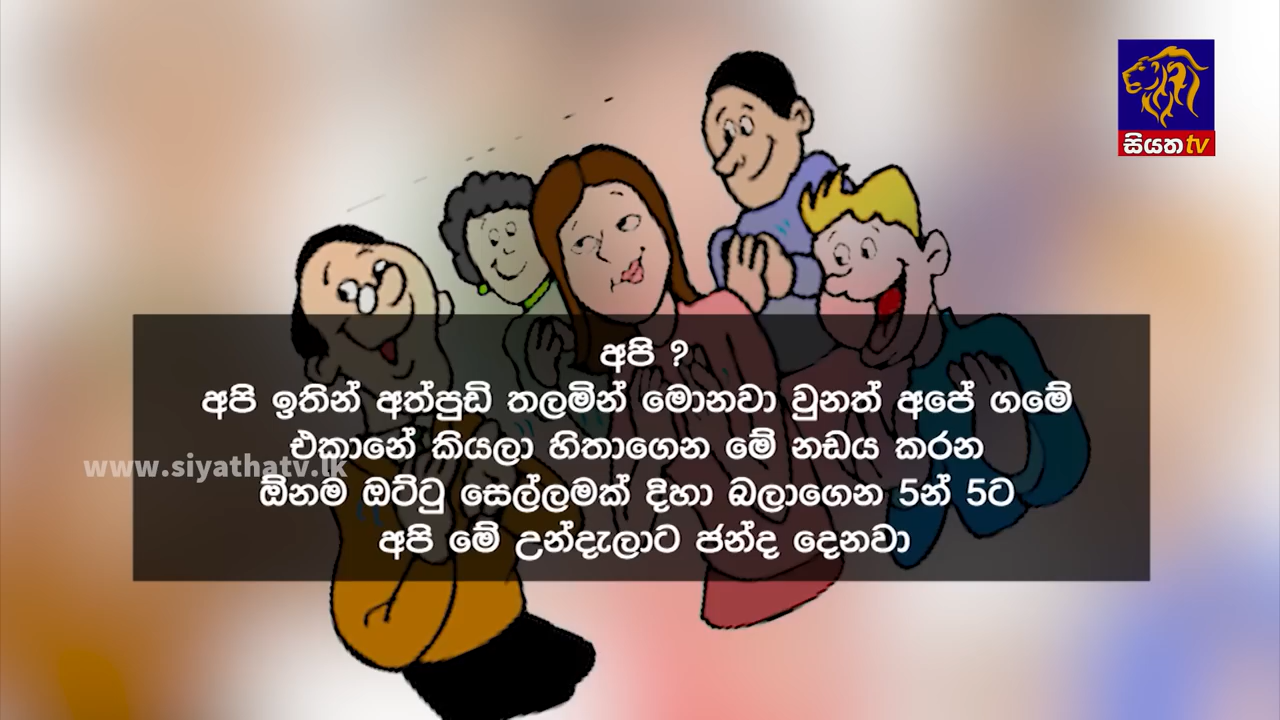 සියත tv
අපි ?
අපි ඉතින් අත්පුඩි තලමින් මොනවා වුනත් අපේ ගමේ
එකානේ කියලා හිතාගෙන මේ නඩය කරන
www.siyathatv.lk
ඕනම ඔට්ටු සෙල්ලමක් දිහා බලාගෙන 5න් 5ට
අපි මේ උන්දැලාට ඡන්ද දෙනවා